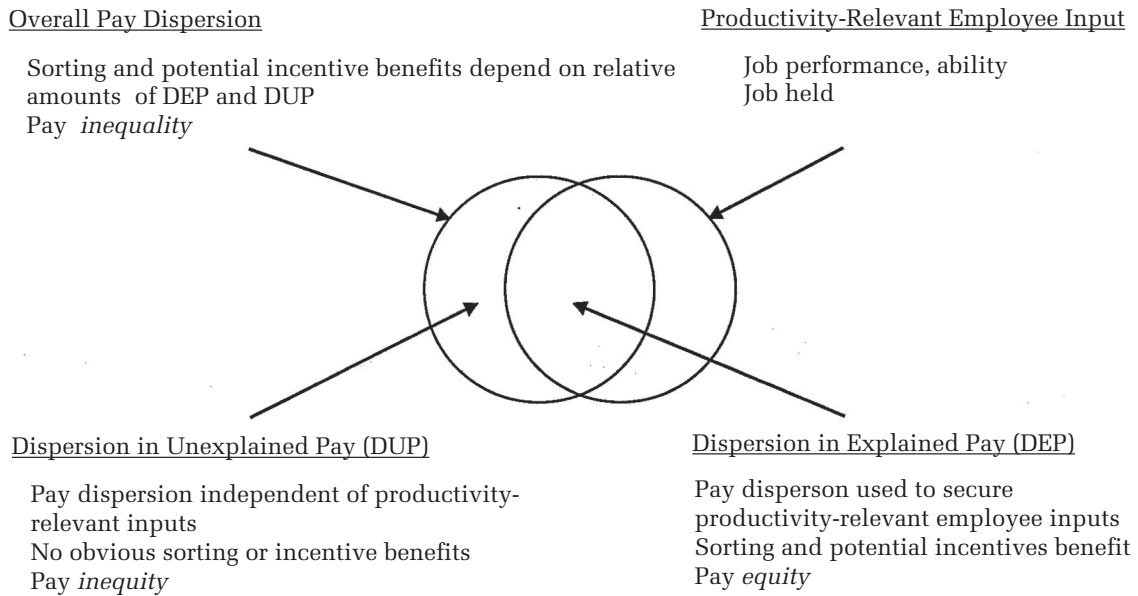 Overall Pay Dispersion
Sorting and potential incentive benefits depend on relative
amounts of DEP and DUP
Pay inequality
Productivity-Relevant Employee Input
Job performance, ability
Job held
Dispersion in Unexplained Pay (DUP)
Pay dispersion independent of productivity-
relevant inputs
No obvious sorting or incentive benefits
Pay inequity
Dispersion in Explained Pay (DEP)
Pay disperson used to secure
productivity-relevant employee inputs
Sorting and potential incentives benefit
Pay equity